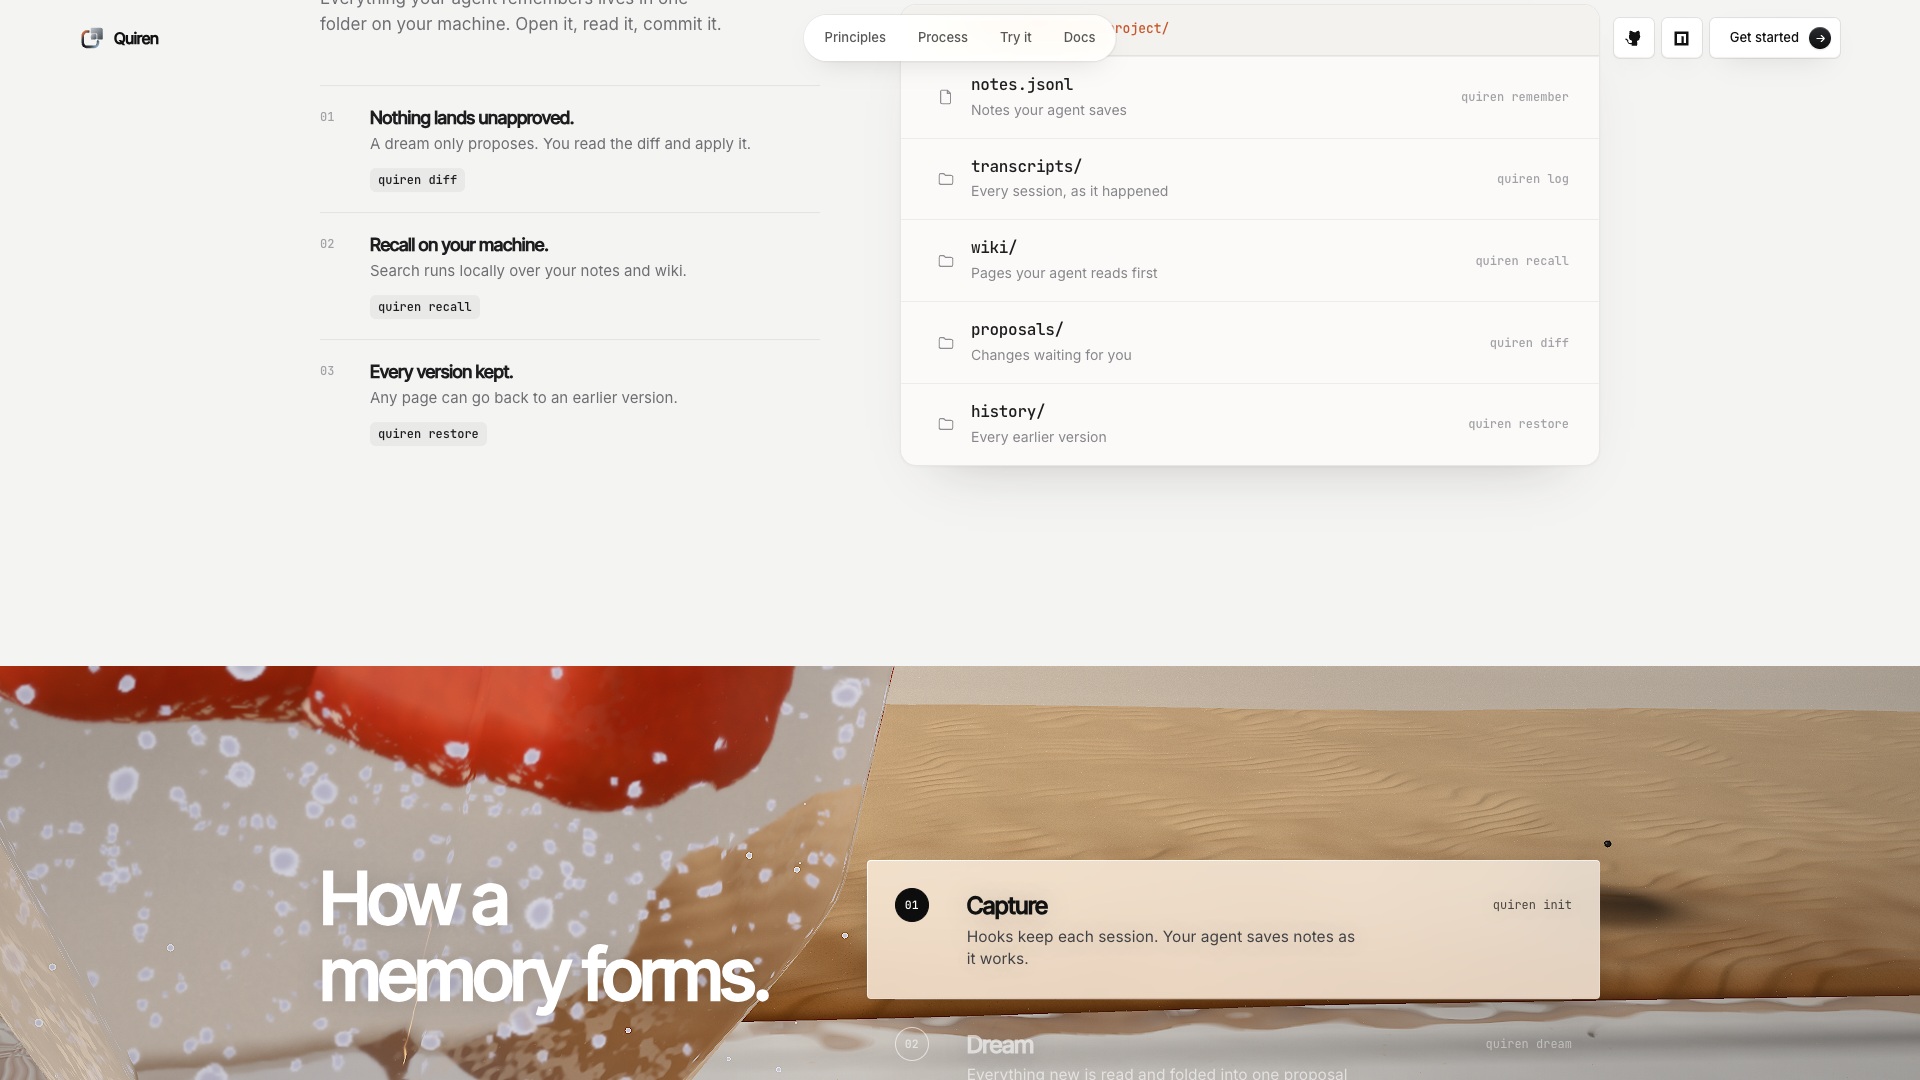 Everything your agent remembers lives in one
folder on your machine. Open it, read it, commit it.
Quiren
Principles
Process
Try it
Docs
Get started
01
Nothing lands unapproved.
A dream only proposes. You read the diff and apply it.
quiren diff
02
Recall on your machine.
Search runs locally over your notes and wiki.
quiren recall
03
Every version kept.
Any page can go back to an earlier version.
quiren restore
project/
notes.jsonl
Notes your agent saves
quiren remember
transcripts/
Every session, as it happened
quiren log
wiki/
Pages your agent reads first
quiren recall
proposals/
Changes waiting for you
quiren diff
history/
Every earlier version
quiren restore
How a
memory forms.
01
Capture
quiren init
Hooks keep each session. Your agent saves notes as
it works.
02
Dream
quiren dream
Everything new is read and folded into one proposal